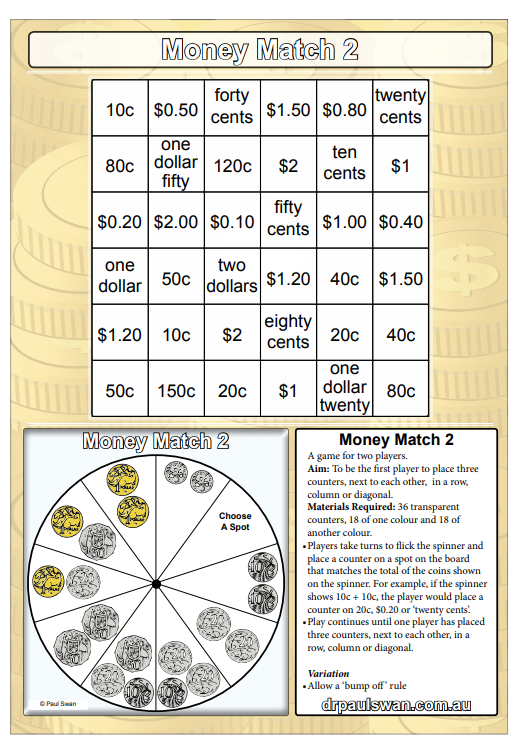 Money Match 2
10c $0.50 forty cents $1.50 $0.80 twenty cents
80c one dollar fifty 120c $2 ten cents $1
$0.20 $2.00 $0.10 fifty cents $1.00 $0.40
one dollar 50c two dollars $1.20 40c $1.50
$1.20 10c $2 eighty cents 20c 40c
50c 150c 20c $1 one dollar twenty 80c
Money Match 2
Choose
A Spot
© Paul Swan
Money Match 2
A game for two players.
Aim: To be the first player to place three
counters, next to each other,  in a row,
column or diagonal.
Materials Required: 36 transparent
counters, 18 of one colour and 18 of
another colour.
• Players take turns to flick the spinner and
place a counter on a spot on the board
that matches the total of the coins shown
on the spinner. For example, if the spinner
shows 10c + 10c, the player would place a
counter on 20c, $0.20 or 'twenty cents'.
• Play continues until one player has placed
three counters, next to each other, in a
row, column or diagonal.
Variation
• Allow a 'bump off' rule
drpaulswan.com.au